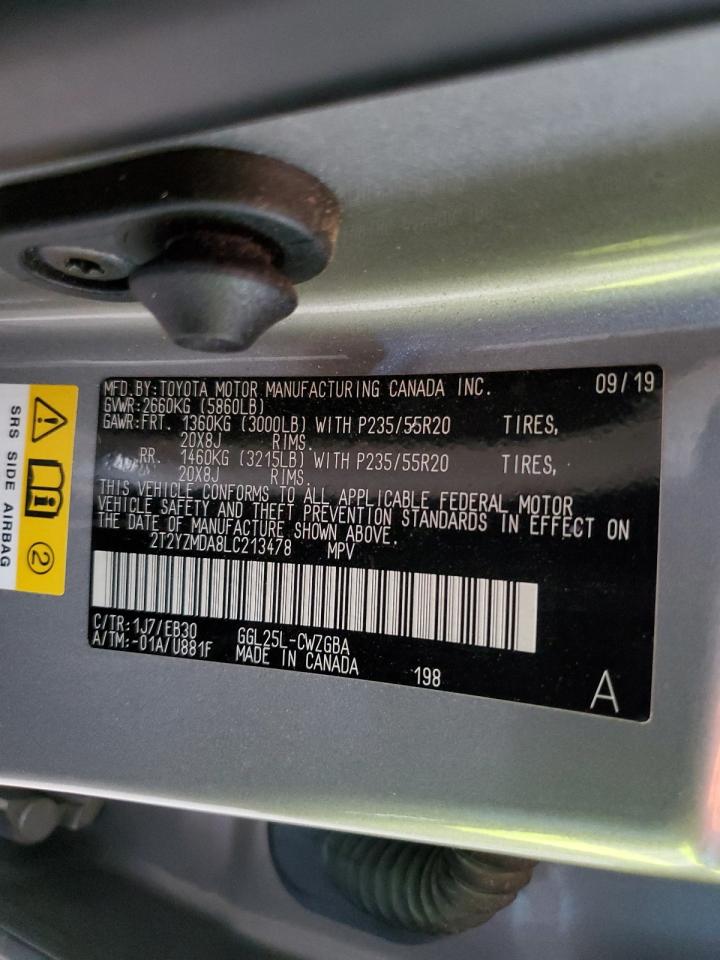 MFD.BY:TOYOTA MOTOR MANUFACTURING CANADA INC. 09/19
GVWR:2660KG (5860LB)
GAWR:FRT. 1360KG (3000LB) WITH P235/55R20 TIRES,
20X8J RIMS.
RR. 1460KG (3215LB) WITH P235/55R20 TIRES,
20X8J RIMS.
THIS VEHICLE CONFORMS TO ALL APPLICABLE FEDERAL MOTOR
VEHICLE SAFETY AND THEFT PREVENTION STANDARDS IN EFFECT ON
THE DATE OF MANUFACTURE SHOWN ABOVE.
2T2YZMDA8LC213478 MPV
C/TR:1J7/EB30 GGL25L-CWZGBA
A/TM:-01A/U881F MADE IN CANADA 198 A
SRS SIDE AIRBAG
2